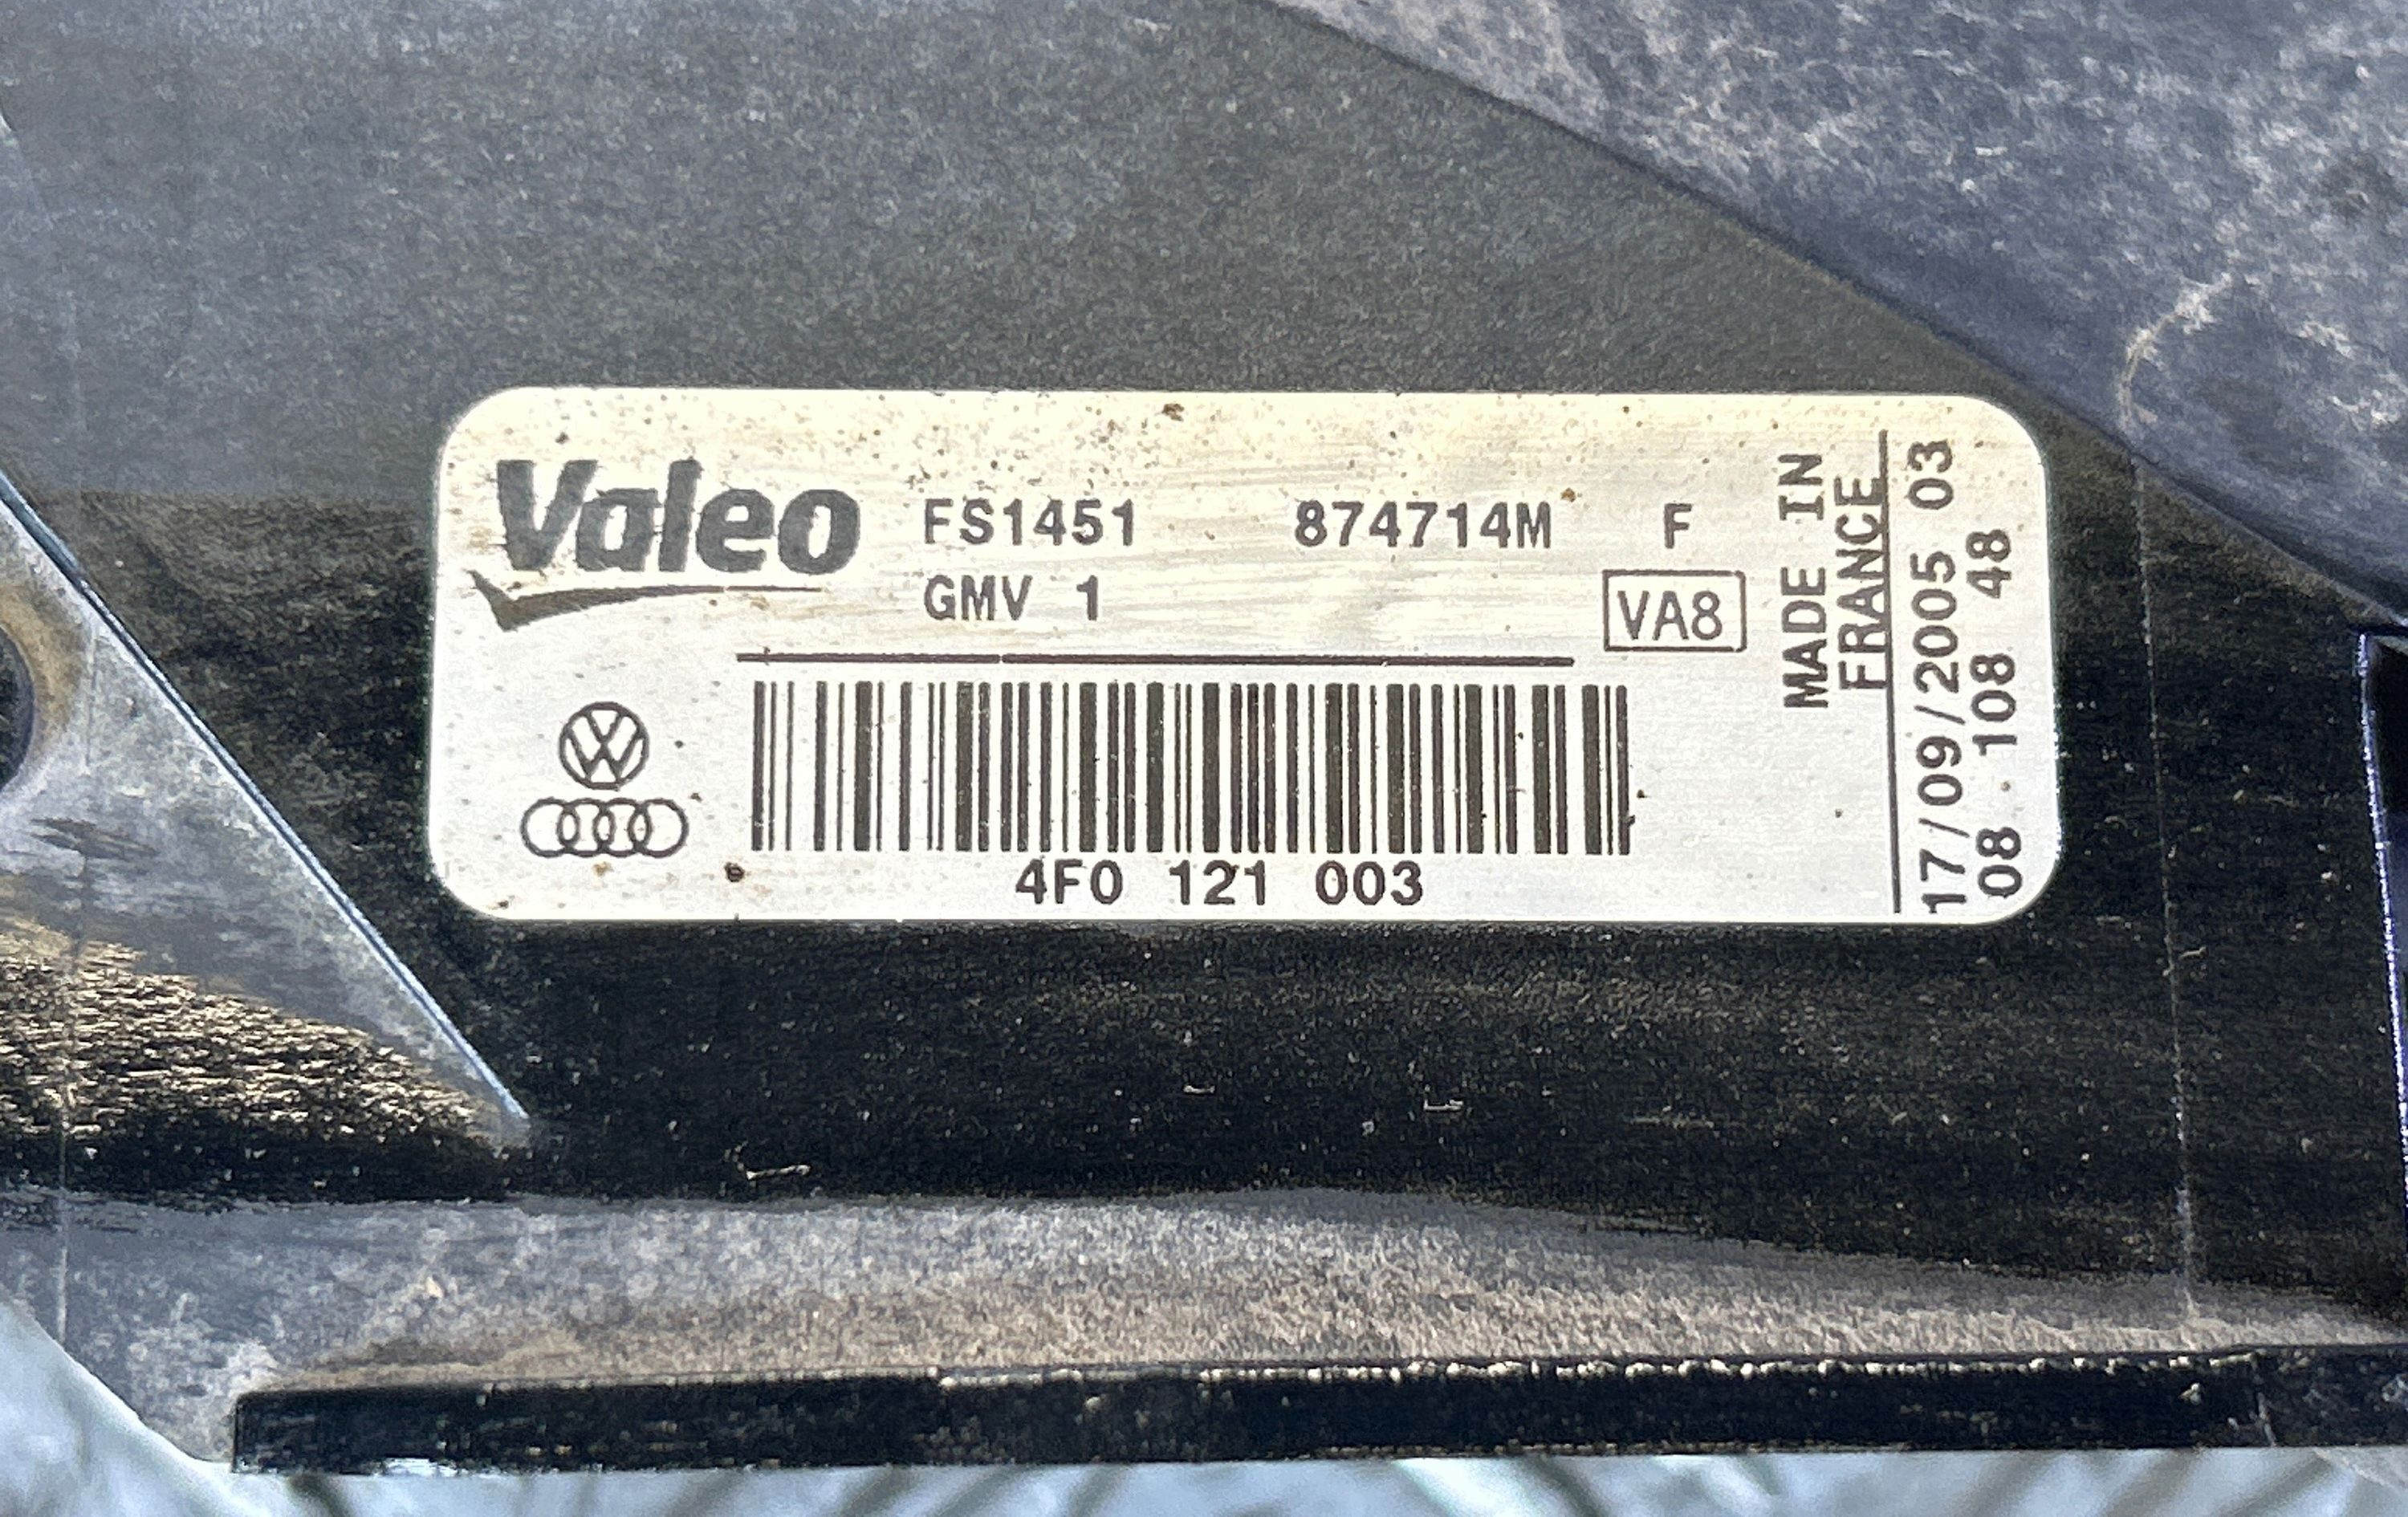 Valeo FS1451 874714M F
GMV 1
VA8
4F0 121 003
MADE IN
FRANCE
17/09/2005 03
08 108 48